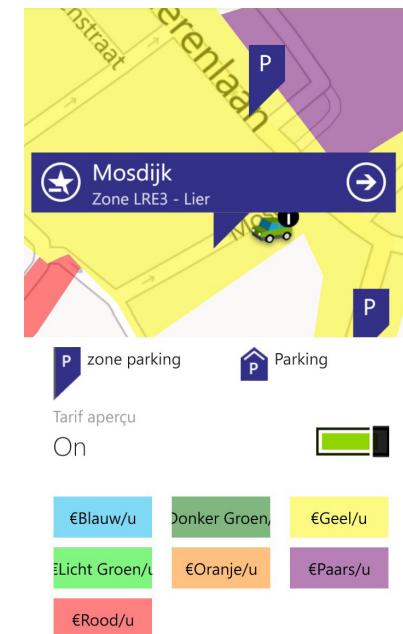 nstraat
erenlaan
P
Mosdijk
Zone LRE3 - Lier
Mos
P
P zone parking
P Parking
Tarif aperçu
On
€Blauw/u
Donker Groen/
€Geel/u
€Licht Groen/u
€Oranje/u
€Paars/u
€Rood/u